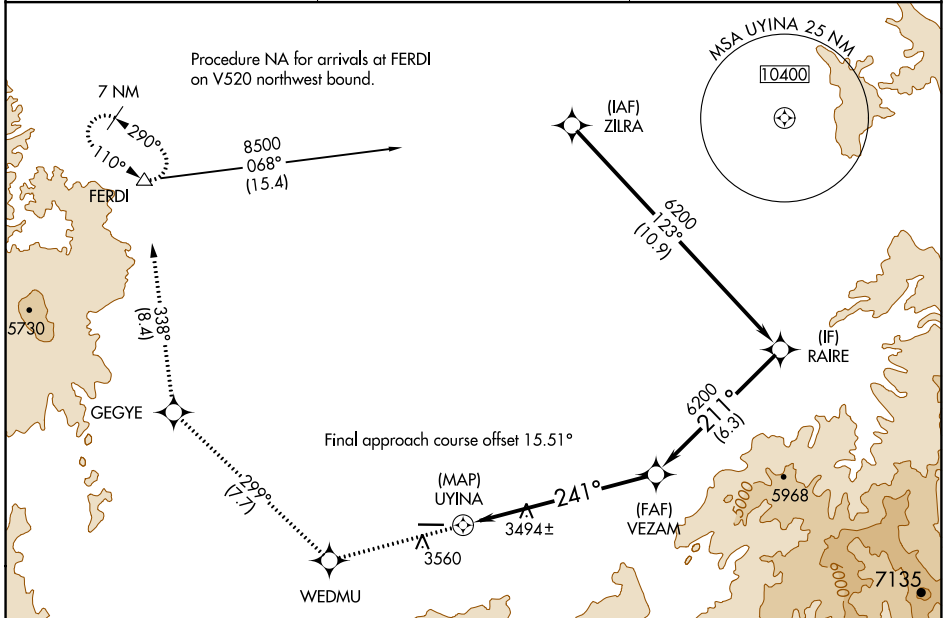 Procedure NA for arrivals at FERDI
on V520 northwest bound.
MSA UYINA 25 NM
10400
7 NM
290°
110°
FERDI
8500
068°
(15.4)
(IAF)
ZILRA
6200
123°
(10.9)
5730
338°
(8.4)
(IF)
RAIRE
GEGYE
6200
211°
(6.3)
Final approach course offset 15.51°
299°
(7.7)
(MAP)
UYINA
241°
3494±
(FAF)
VEZAM
5968
5000
3560
WEDMU
6000
7135